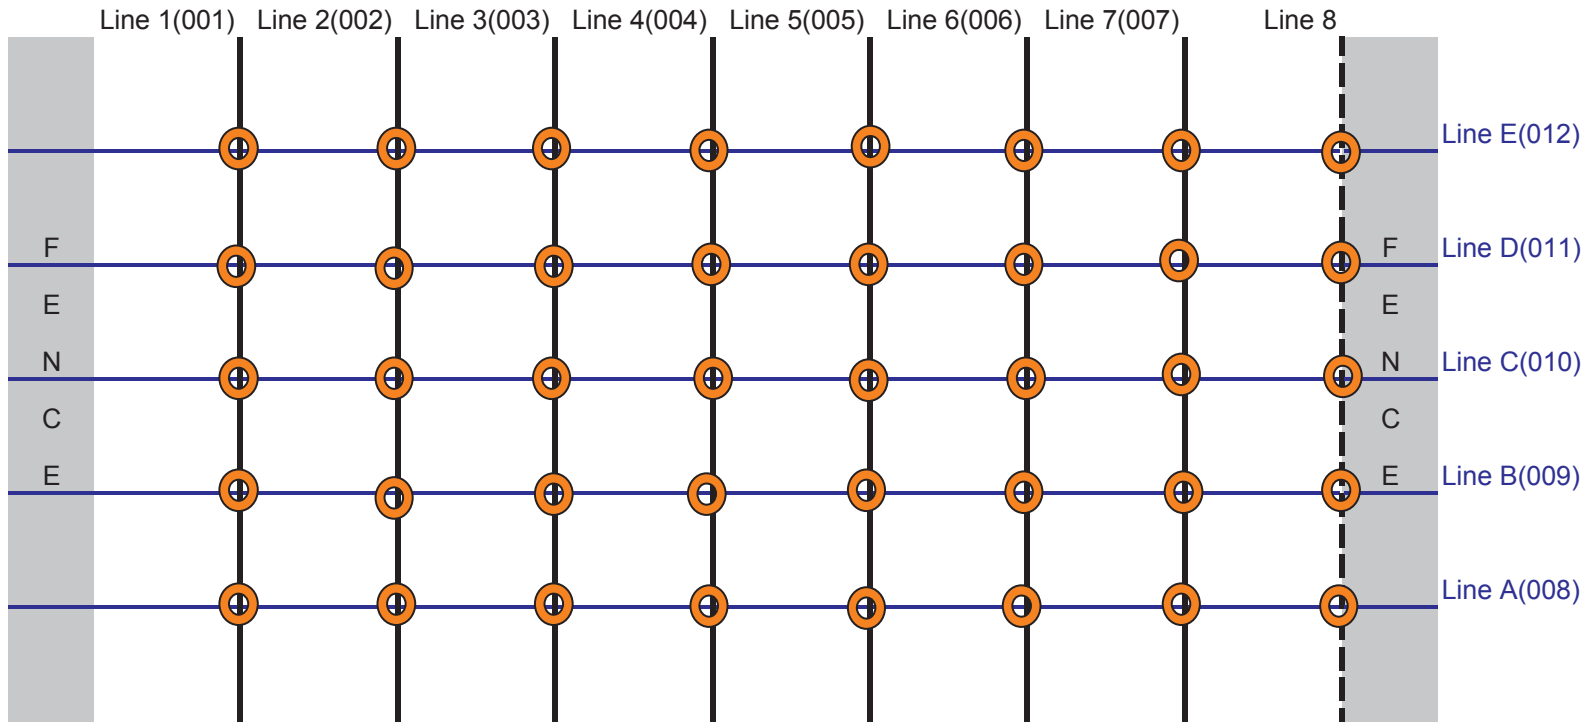 Line 1(001) Line 2(002) Line 3(003) Line 4(004) Line 5(005) Line 6(006) Line 7(007) Line 8
Line E(012)
F F Line D(011)
E E
N N Line C(010)
C C
E E Line B(009)
Line A(008)